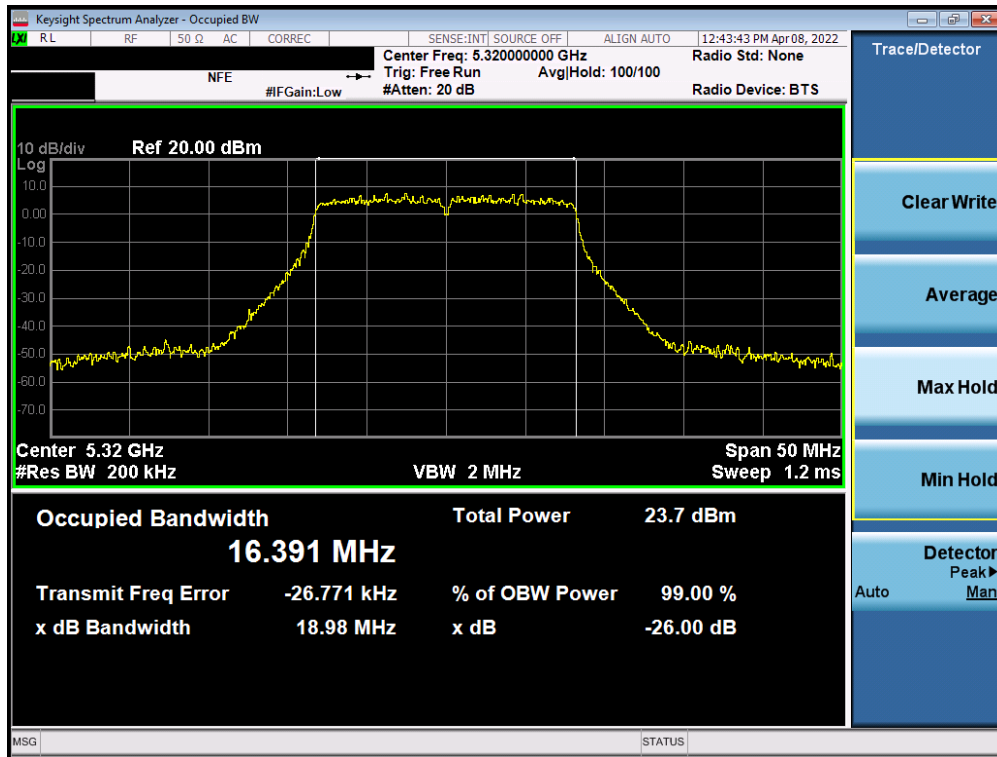 Keysight Spectrum Analyzer - Occupied BW
LXI RL RF 50 Ω AC CORREC SENSE:INT SOURCE OFF ALIGN AUTO 12:43:43 PM Apr 08, 2022
Center Freq: 5.320000000 GHz Radio Std: None
NFE Trig: Free Run Avg|Hold: 100/100
#IFGain:Low #Atten: 20 dB Radio Device: BTS
Trace/Detector
10 dB/div Ref 20.00 dBm
Log
10.0
0.00
-10.0
-20.0
-30.0
-40.0
-50.0
-60.0
-70.0
Center 5.32 GHz Span 50 MHz
#Res BW 200 kHz VBW 2 MHz Sweep 1.2 ms
Occupied Bandwidth Total Power 23.7 dBm
16.391 MHz
Transmit Freq Error -26.771 kHz % of OBW Power 99.00 %
x dB Bandwidth 18.98 MHz x dB -26.00 dB
Clear Write
Average
Max Hold
Min Hold
Detector
Peak
Auto Man
MSG STATUS